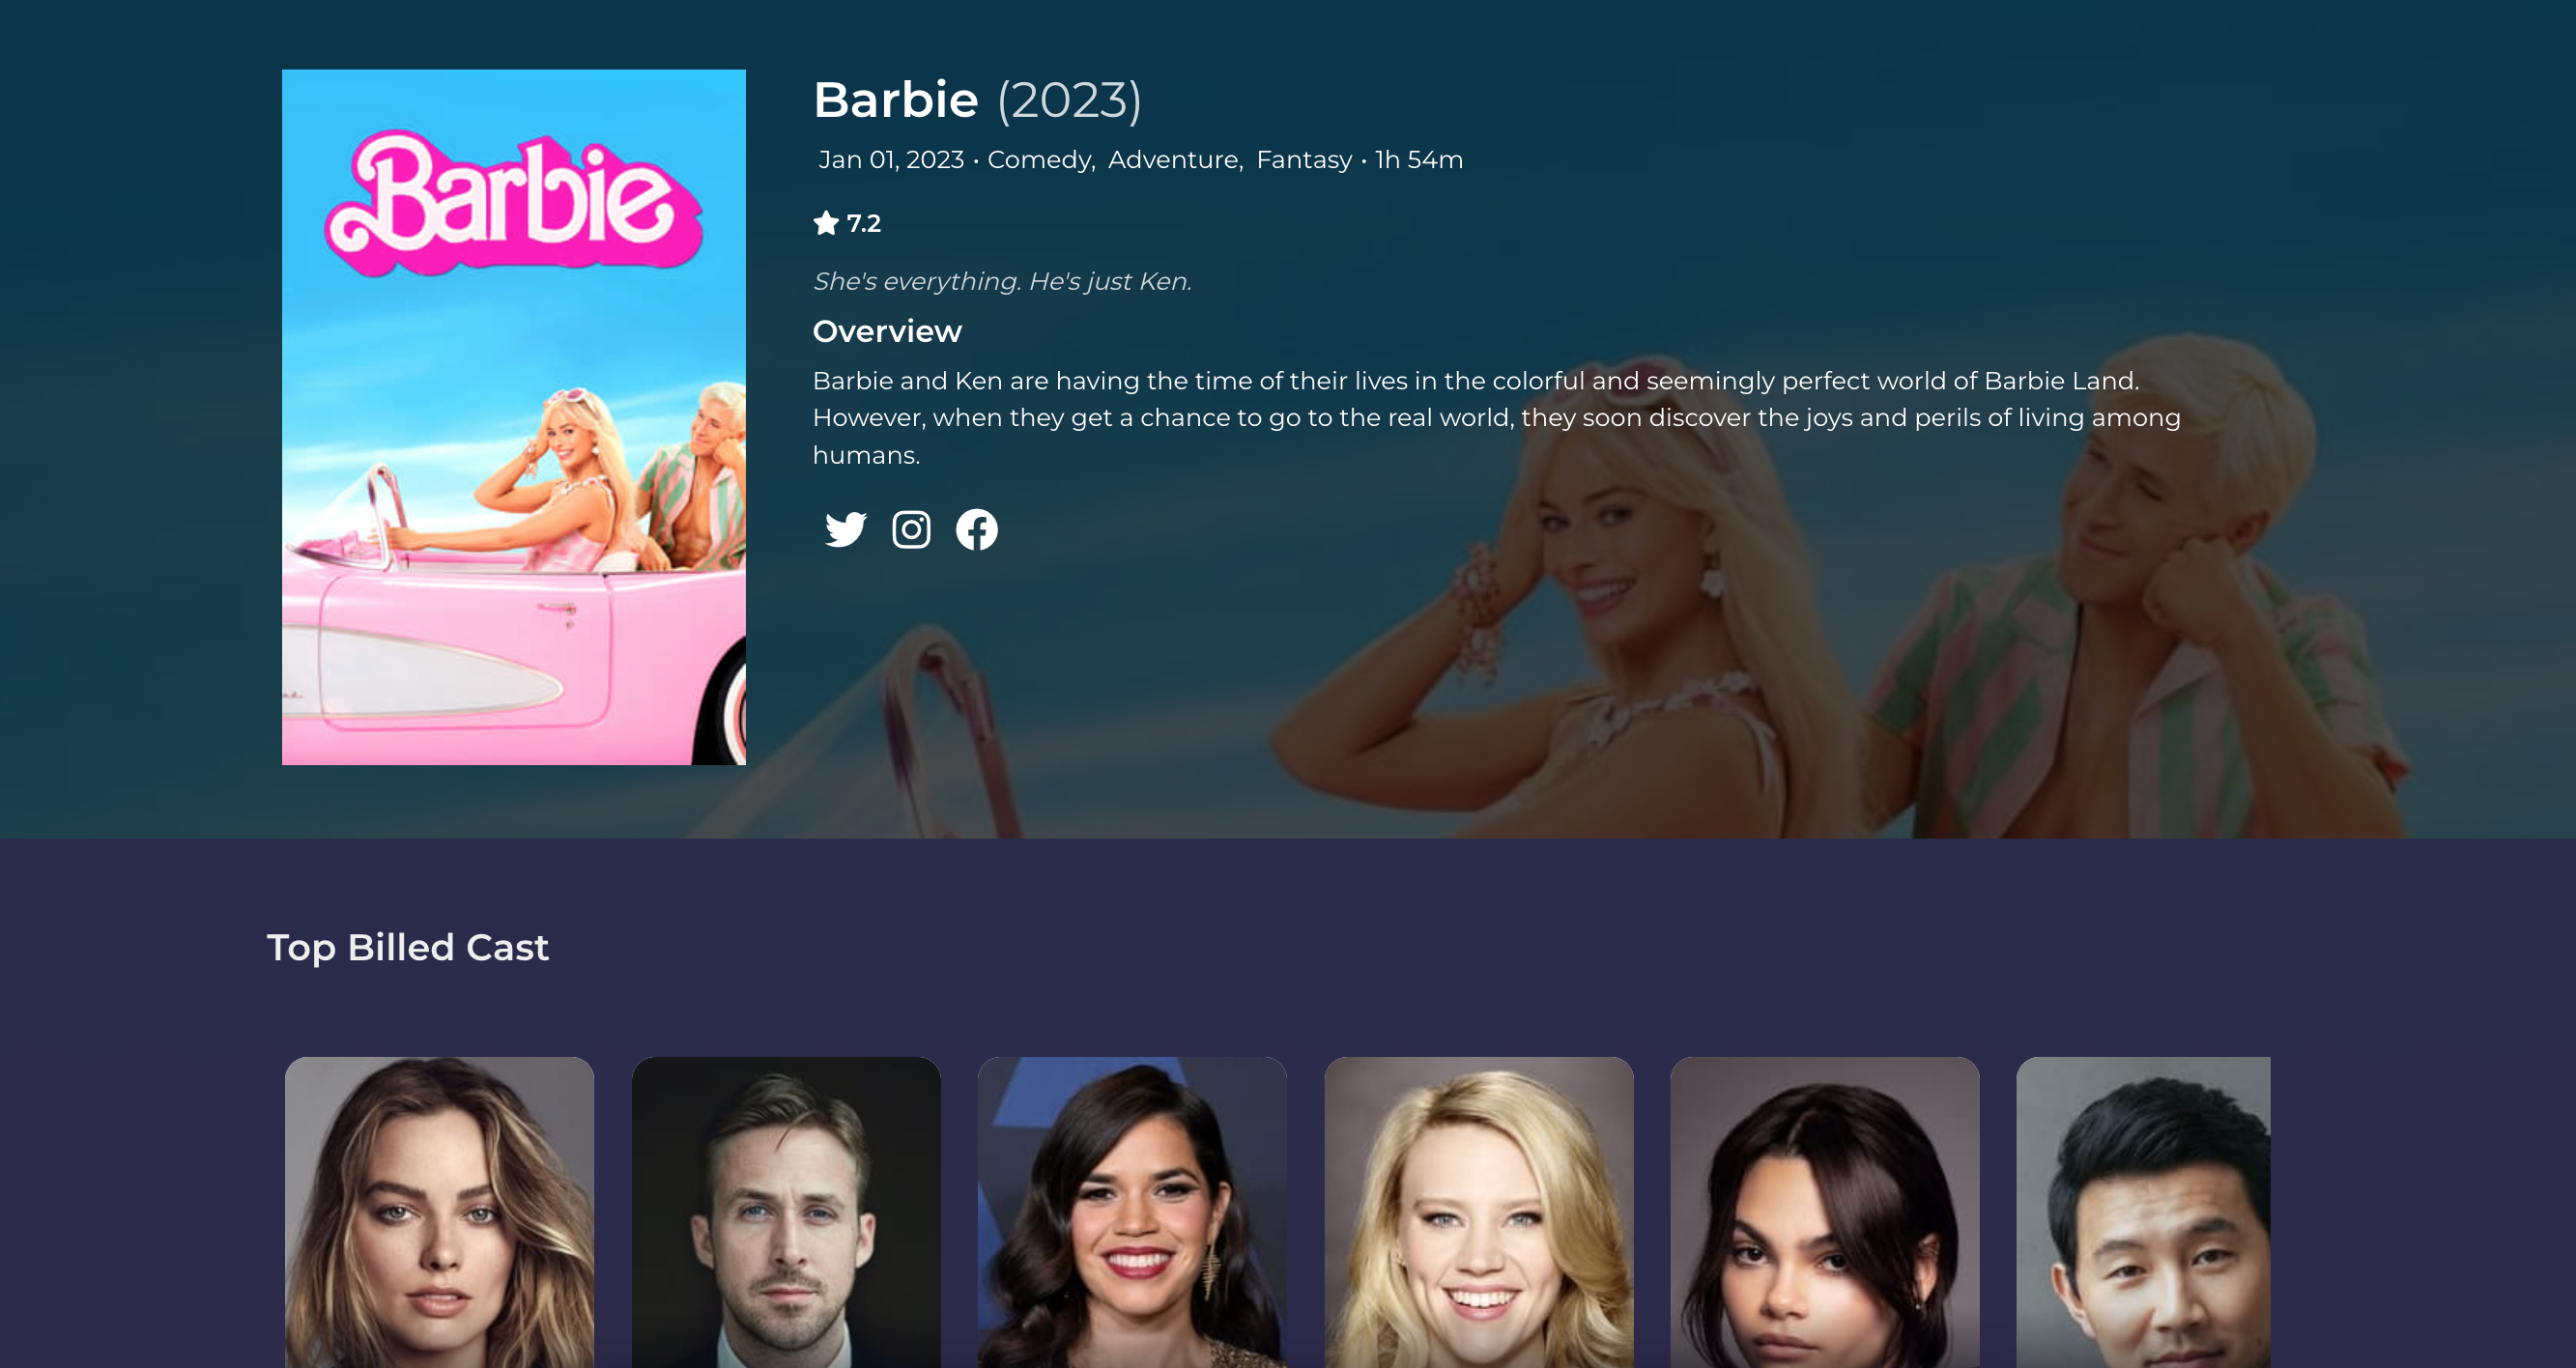 Barbie
Barbie (2023)
Jan 01, 2023 • Comedy, Adventure, Fantasy • 1h 54m
7.2
She's everything. He's just Ken.
Overview
Barbie and Ken are having the time of their lives in the colorful and seemingly perfect world of Barbie Land.
However, when they get a chance to go to the real world, they soon discover the joys and perils of living among
humans.
Top Billed Cast